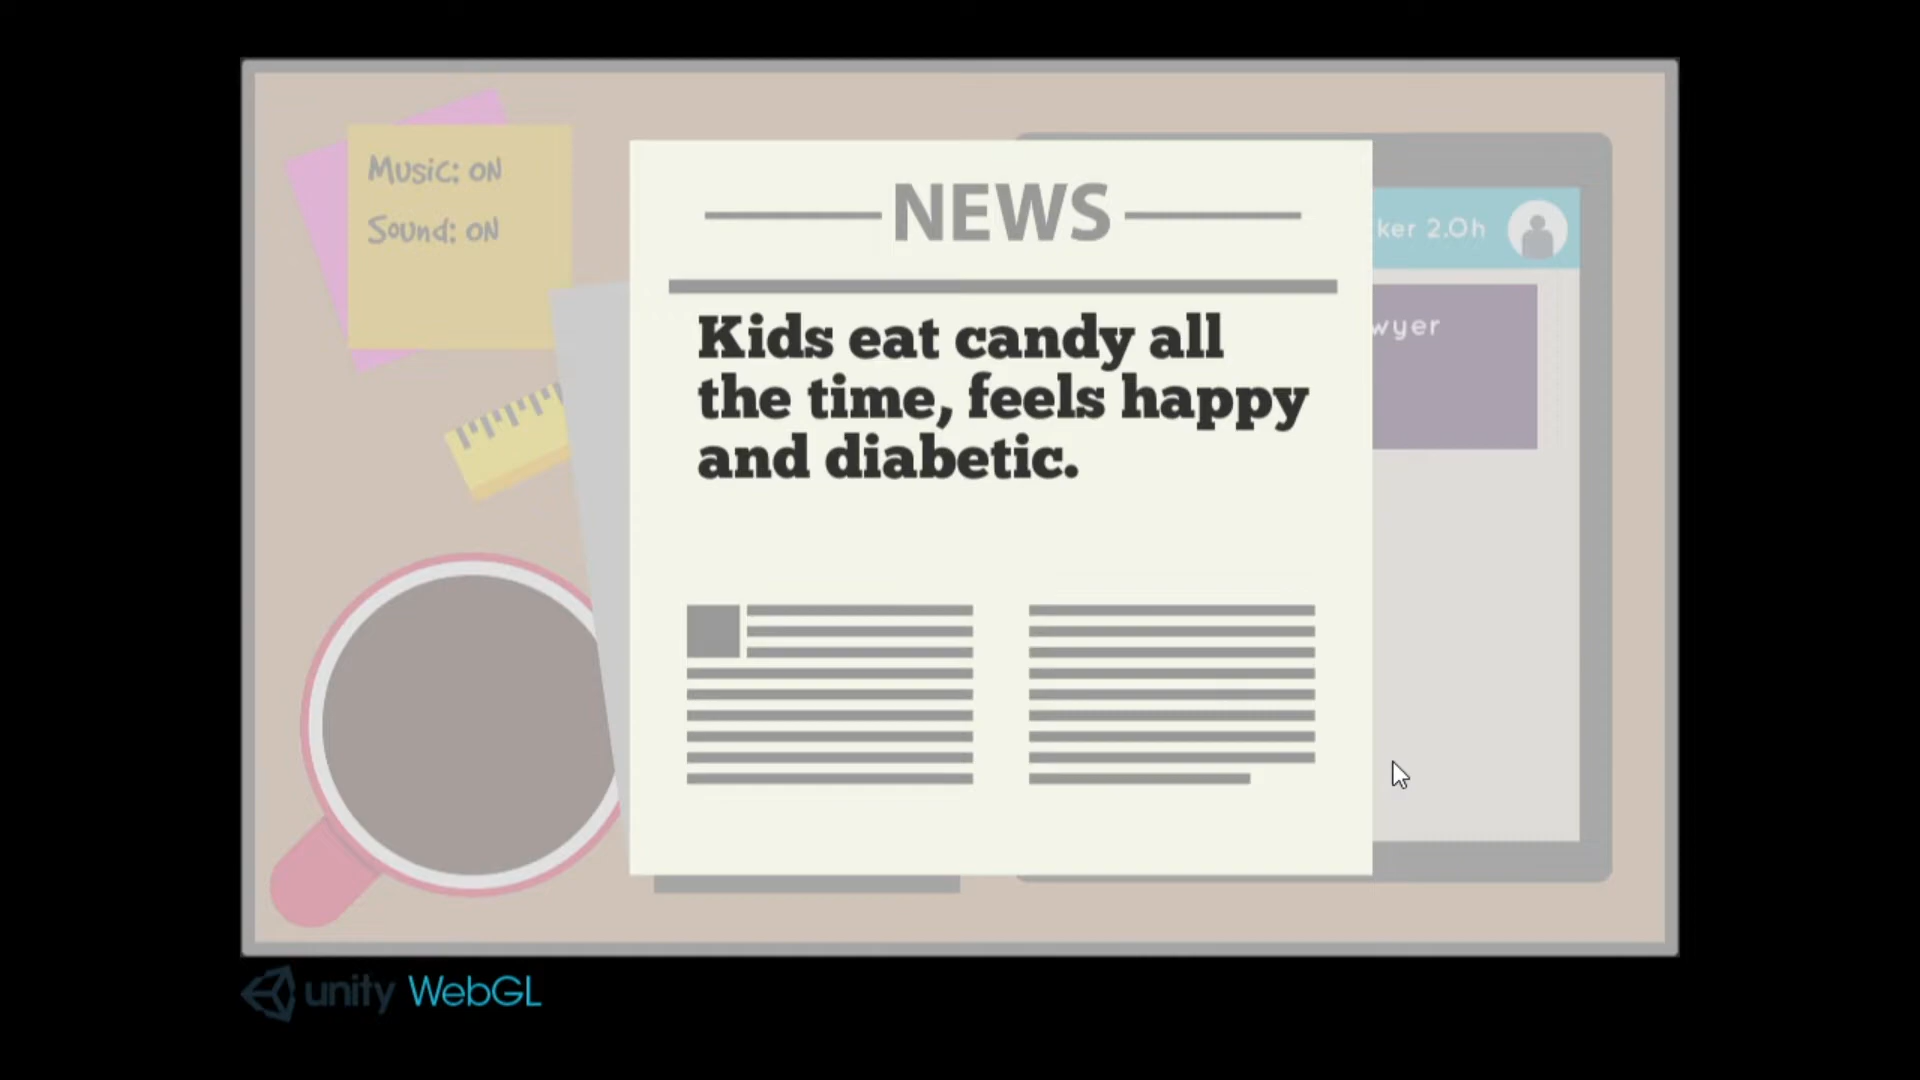 Music: ON
Sound: ON
NEWS
Kids eat candy all
the time, feels happy
and diabetic.
ker 2.0h
wyer
unity WebGL